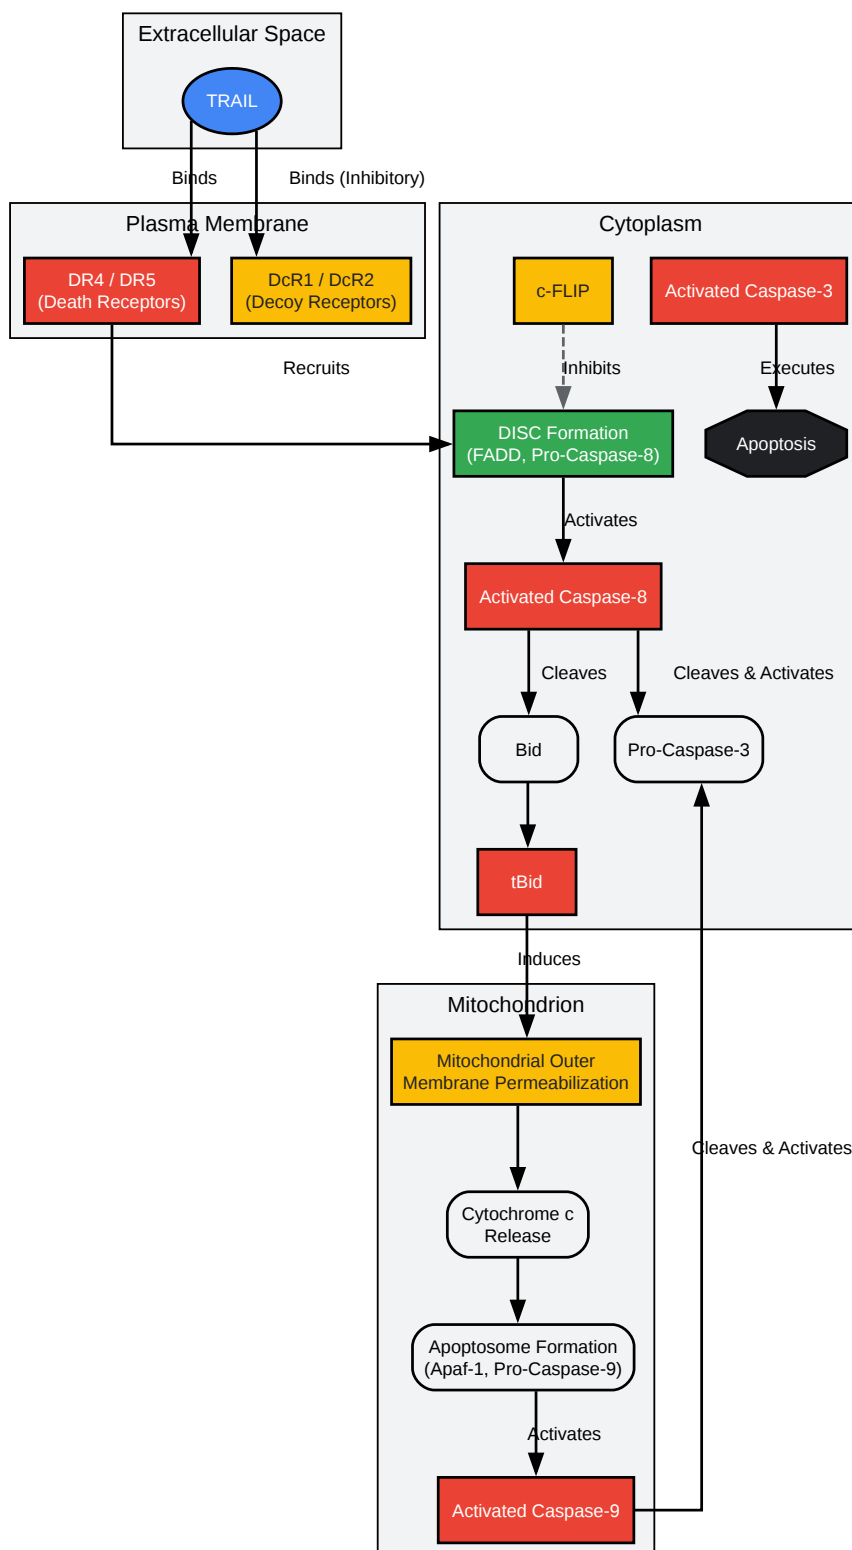 Extracellular Space
TRAIL
Binds
Binds (Inhibitory)
Plasma Membrane
DR4 / DR5
(Death Receptors)
DcR1 / DcR2
(Decoy Receptors)
Recruits
Cytoplasm
c-FLIP
Activated Caspase-3
Inhibits
Executes
DISC Formation
(FADD, Pro-Caspase-8)
Apoptosis
Activates
Activated Caspase-8
Cleaves
Cleaves & Activates
Bid
Pro-Caspase-3
tBid
Induces
Mitochondrion
Mitochondrial Outer
Membrane Permeabilization
Cleaves & Activates
Cytochrome c
Release
Apoptosome Formation
(Apaf-1, Pro-Caspase-9)
Activates
Activated Caspase-9